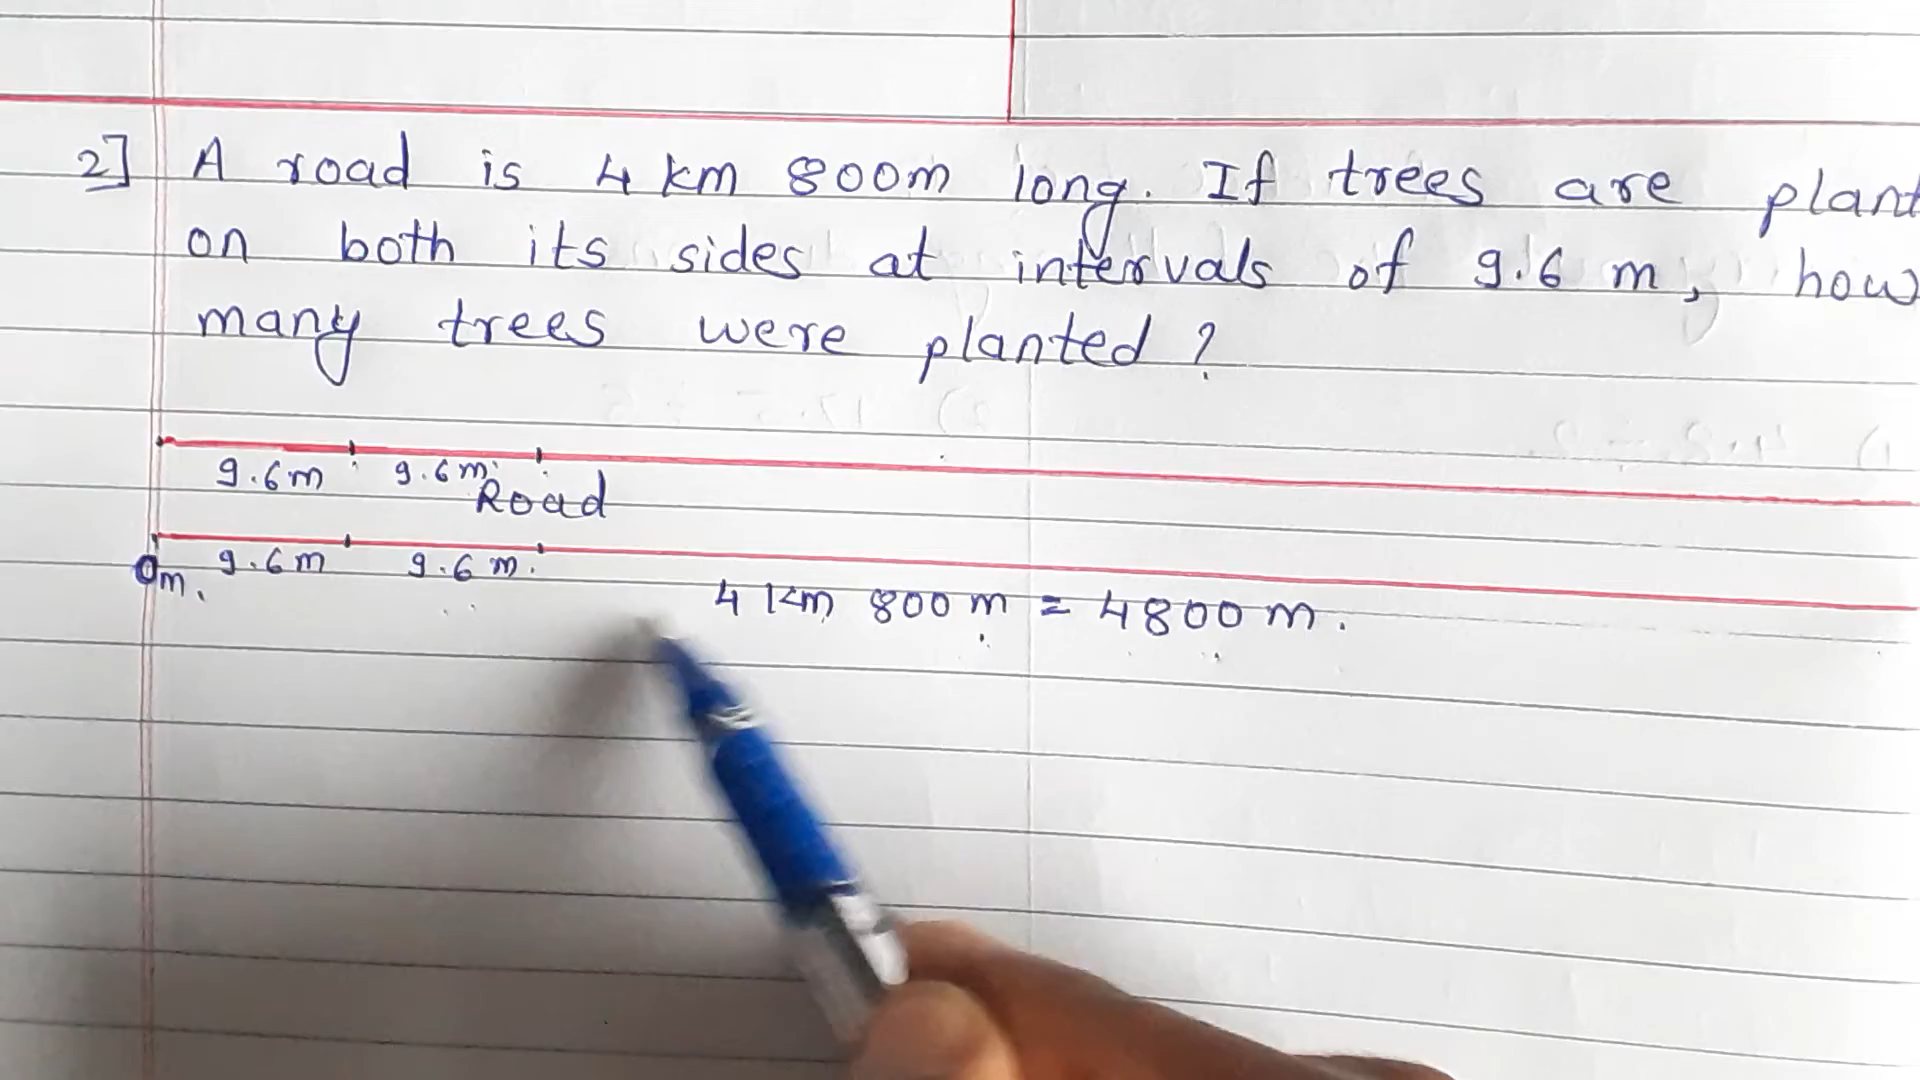 2] A road is 4 km 800m long. If trees are plant
on both its sides at intervals of 9.6 m, how
many trees were planted?
9.6m 9.6m
Road
9.6m 9.6m.
0m.
4 km 800 m = 4800 m.